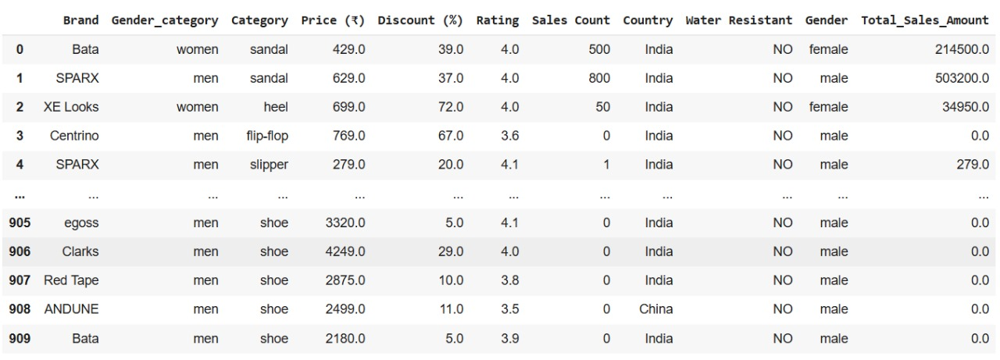 Brand Gender_category Category Price (₹) Discount (%) Rating Sales Count Country Water Resistant Gender Total_Sales_Amount
0 Bata women sandal 429.0 39.0 4.0 500 India NO female 214500.0
1 SPARX men sandal 629.0 37.0 4.0 800 India NO male 503200.0
2 XE Looks women heel 699.0 72.0 4.0 50 India NO female 34950.0
3 Centrino men flip-flop 769.0 67.0 3.6 0 India NO male 0.0
4 SPARX men slipper 279.0 20.0 4.1 1 India NO male 279.0
... ... ... ... ... ... ... ... ... ... ... ...
905 egoss men shoe 3320.0 5.0 4.1 0 India NO male 0.0
906 Clarks men shoe 4249.0 29.0 4.0 0 India NO male 0.0
907 Red Tape men shoe 2875.0 10.0 3.8 0 India NO male 0.0
908 ANDUNE men shoe 2499.0 11.0 3.5 0 China NO male 0.0
909 Bata men shoe 2180.0 5.0 3.9 0 India NO male 0.0